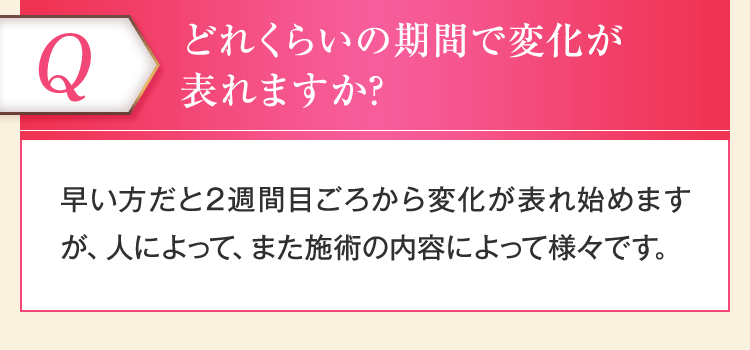 Q
どれくらいの期間で変化が
表れますか?
早い方だと2週間目ごろから変化が表れ始めます
が、人によって、また施術の内容によって様々です。